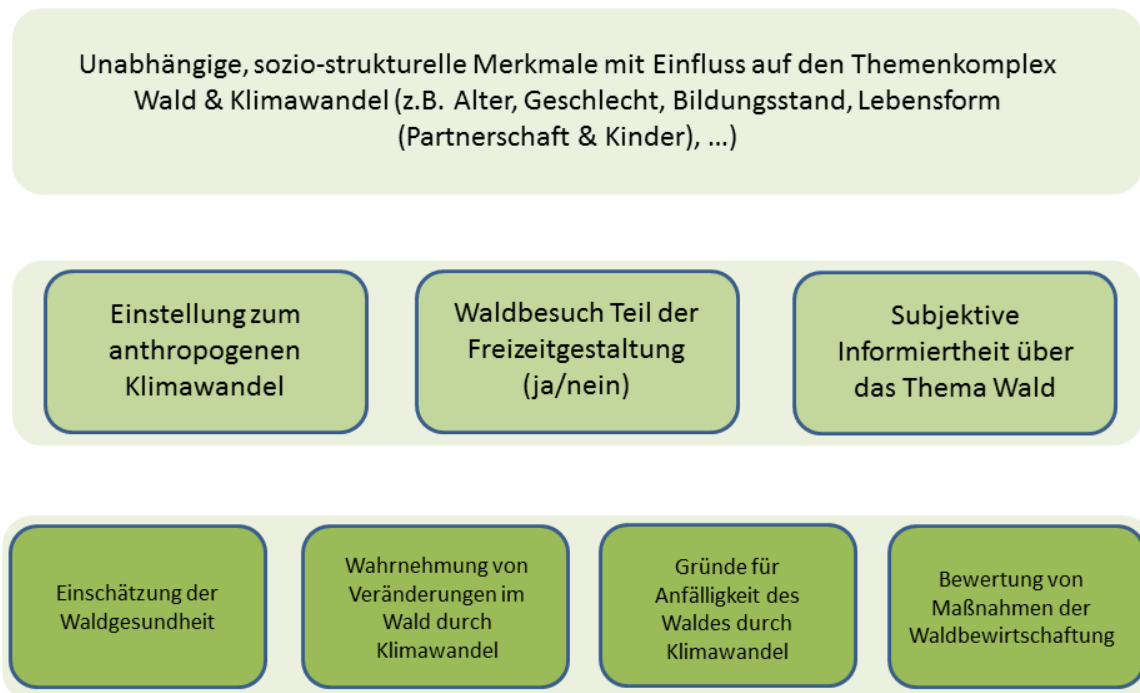 Unabhängige, sozio-strukturelle Merkmale mit Einfluss auf den Themenkomplex
Wald & Klimawandel (z.B. Alter, Geschlecht, Bildungsstand, Lebensform
(Partnerschaft & Kinder), ...)
Einstellung zum
anthropogenen
Klimawandel
Waldbesuch Teil der
Freizeitgestaltung
(ja/nein)
Subjektive
Informiertheit über
das Thema Wald
Einschätzung der
Waldgesundheit
Wahrnehmung von
Veränderungen im
Wald durch
Klimawandel
Gründe für
Anfälligkeit des
Waldes durch
Klimawandel
Bewertung von
Maßnahmen der
Waldbewirtschaftung